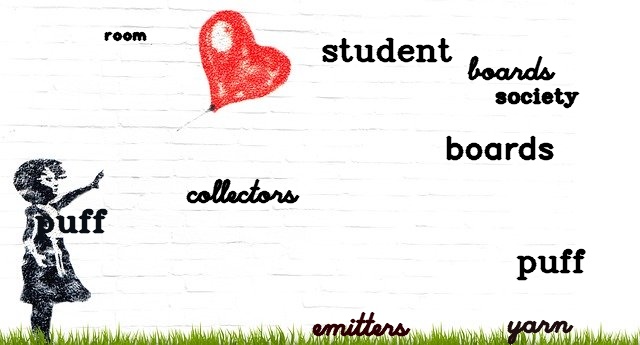 room
student
boards
society
boards
collectors
puff
puff
emitters
yarn